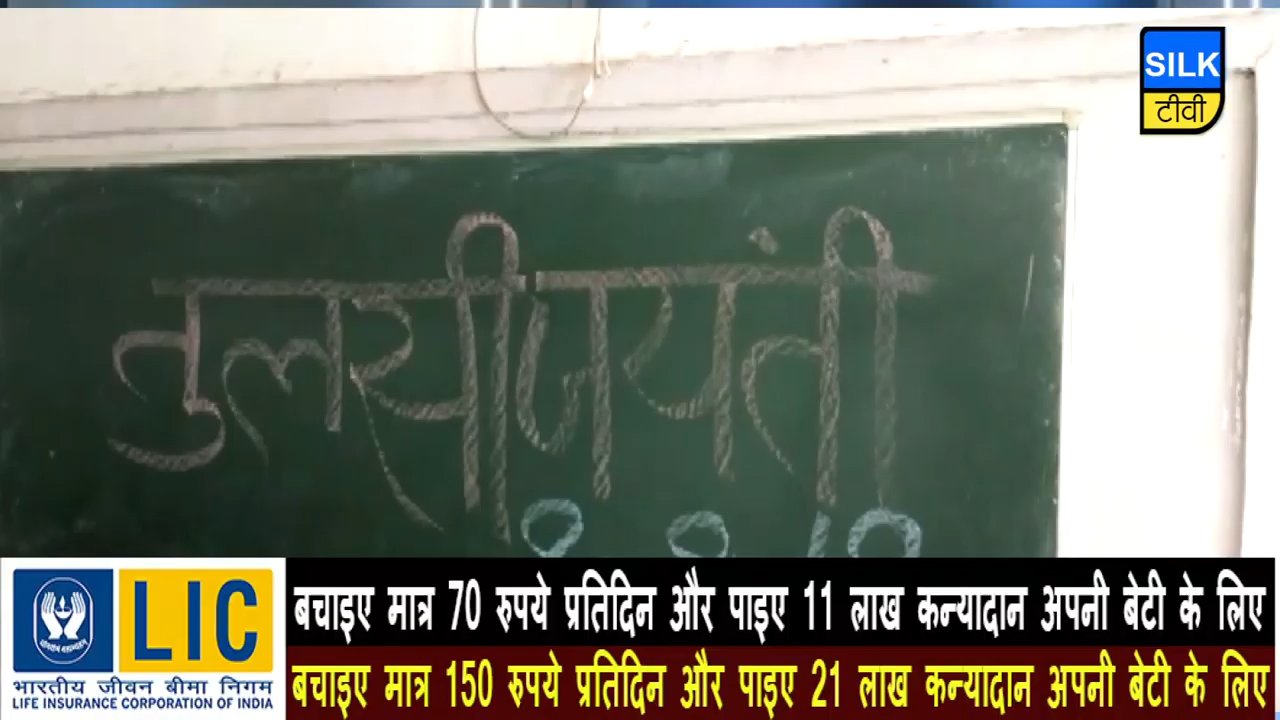 SILK
टीवी
तुलसी जयंती
LIC
भारतीय जीवन बीमा निगम
LIFE INSURANCE CORPORATION OF INDIA
बचाइए मात्र 70 रुपये प्रतिदिन और पाइए 11 लाख कन्यादान अपनी बेटी के लिए
बचाइए मात्र 150 रुपये प्रतिदिन और पाइए 21 लाख कन्यादान अपनी बेटी के लिए